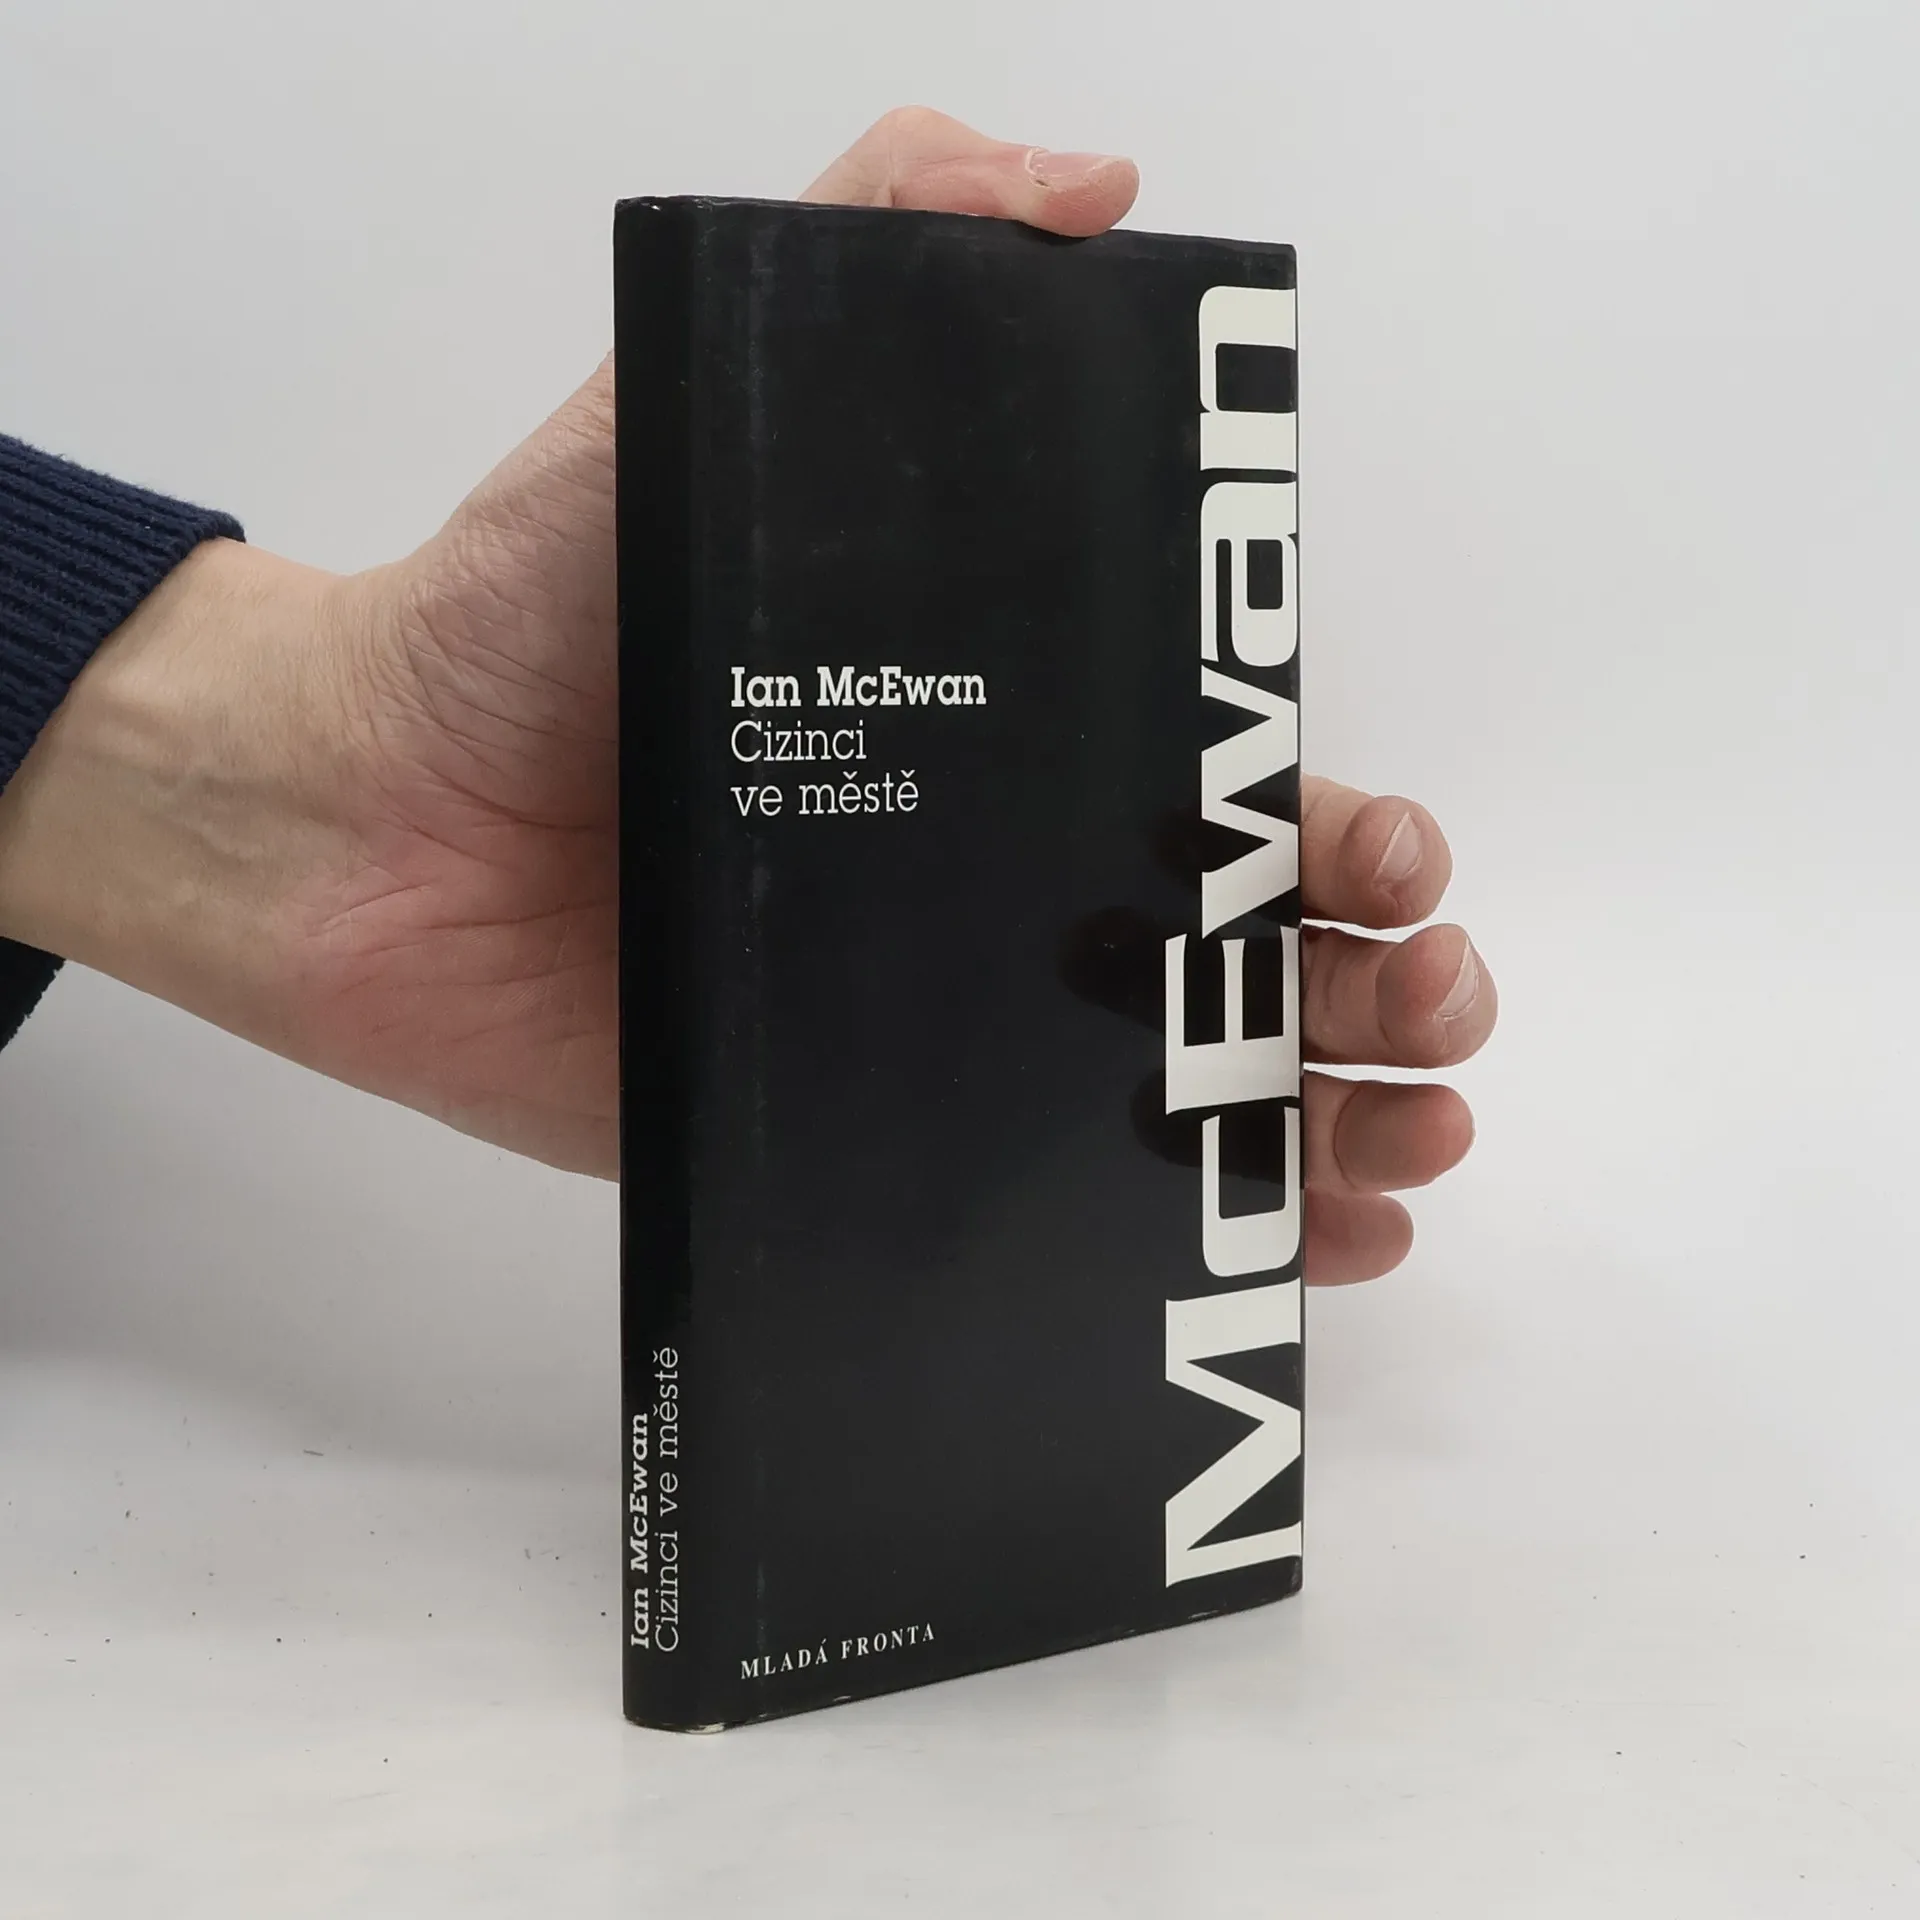 Ian McEwan
Cizinci
ve městě
McEwan
MLADÁ FRONTA
Ian McEwan
Cizinci ve městě